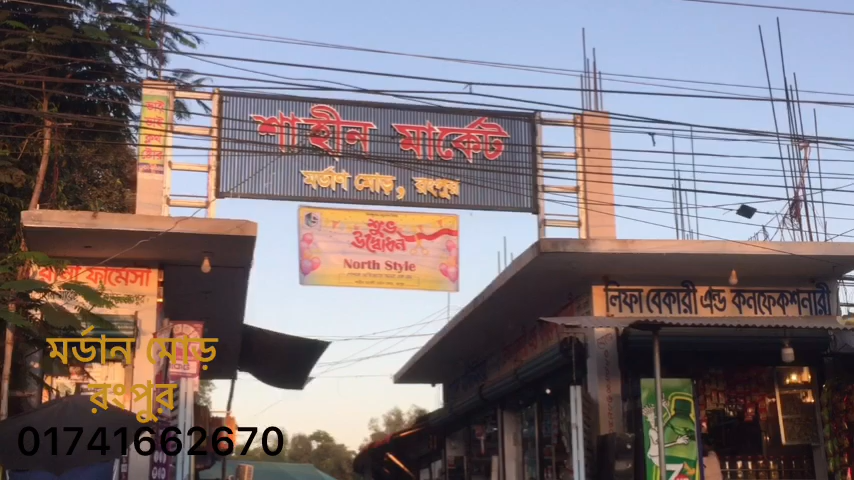 শাহীন মার্কেট
মর্ডাণ মোড়, রংপুর
শুভ
উদ্বোধন
North Style
ফার্মেসী
লিফা বেকারী এন্ড কনফেকশনারী
মর্ডান মোড়
রংপুর
01741662670